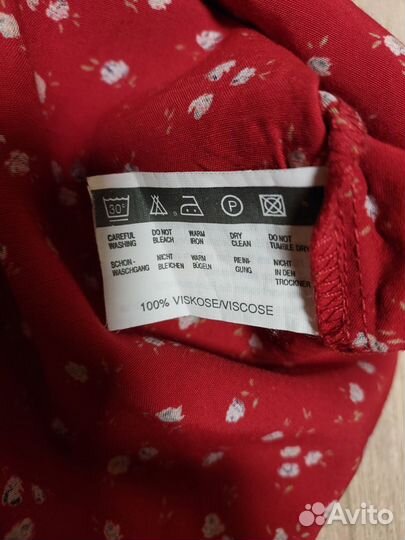 30°
P
CAREFUL WASHING
DO NOT BLEACH
WARM IRON
DRY CLEAN
DO NOT TUMBLE DRY
SCHON- WASCHGANG
NICHT BLEICHEN
WARM BÜGELN
REINI- GUNG
NICHT IN DEM TROCKNER
100% VISKOSE/VISCOSE
Avito